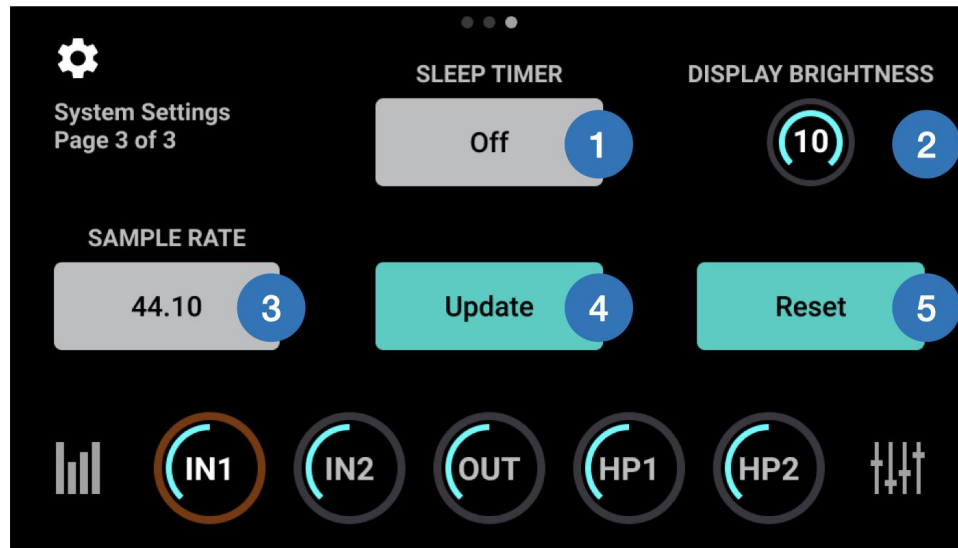 SLEEP TIMER
DISPLAY BRIGHTNESS
System Settings
Page 3 of 3
Off
1
10
2
SAMPLE RATE
44.10
3
Update
4
Reset
5
IN1
IN2
OUT
HP1
HP2